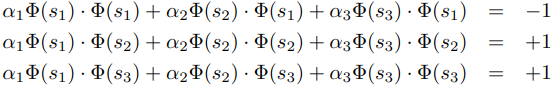 α₁Φ(s₁) · Φ(s₁) + α₂Φ(s₂) · Φ(s₁) + α₃Φ(s₃) · Φ(s₁) = −1
α₁Φ(s₁) · Φ(s₂) + α₂Φ(s₂) · Φ(s₂) + α₃Φ(s₃) · Φ(s₂) = +1
α₁Φ(s₁) · Φ(s₃) + α₂Φ(s₂) · Φ(s₃) + α₃Φ(s₃) · Φ(s₃) = +1